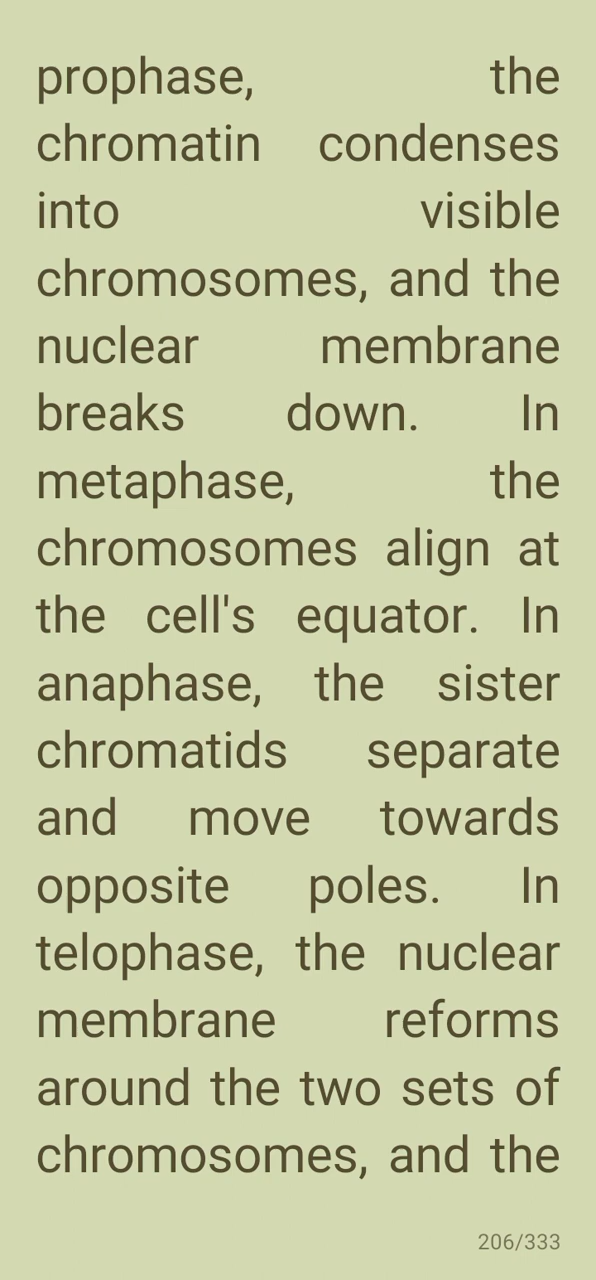 prophase, the
chromatin condenses
into visible
chromosomes, and the
nuclear membrane
breaks down. In
metaphase, the
chromosomes align at
the cell's equator. In
anaphase, the sister
chromatids separate
and move towards
opposite poles. In
telophase, the nuclear
membrane reforms
around the two sets of
chromosomes, and the
206/333